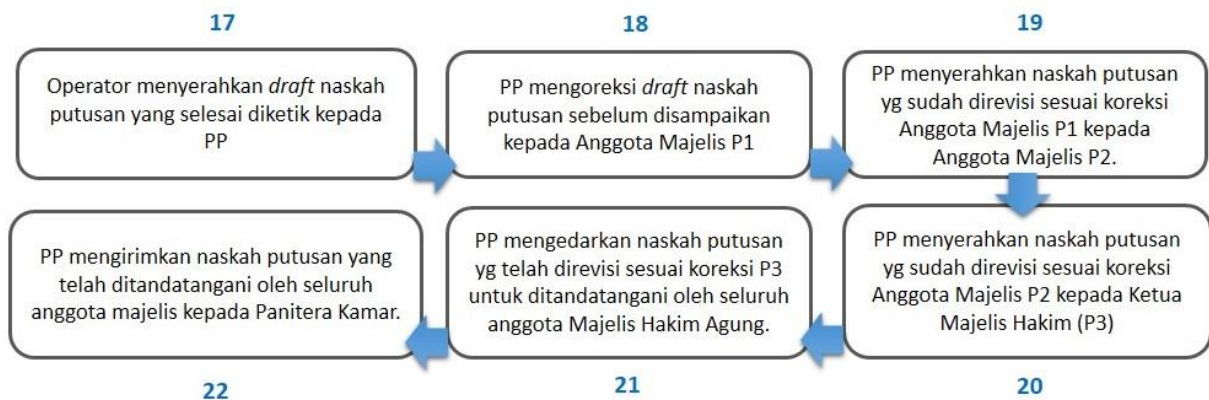 17
Operator menyerahkan draft naskah
putusan yang selesai diketik kepada
PP
18
PP mengoreksi draft naskah
putusan sebelum disampaikan
kepada Anggota Majelis P1
19
PP menyerahkan naskah putusan
yg sudah direvisi sesuai koreksi
Anggota Majelis P1 kepada
Anggota Majelis P2.
PP menyerahkan naskah putusan
yg sudah direvisi sesuai koreksi
Anggota Majelis P2 kepada Ketua
Majelis Hakim (P3)
20
PP mengedarkan naskah putusan
yg telah direvisi sesuai koreksi P3
untuk ditandatangani oleh seluruh
anggota Majelis Hakim Agung.
21
PP mengirimkan naskah putusan yang
telah ditandatangani oleh seluruh
anggota majelis kepada Panitera Kamar.
22